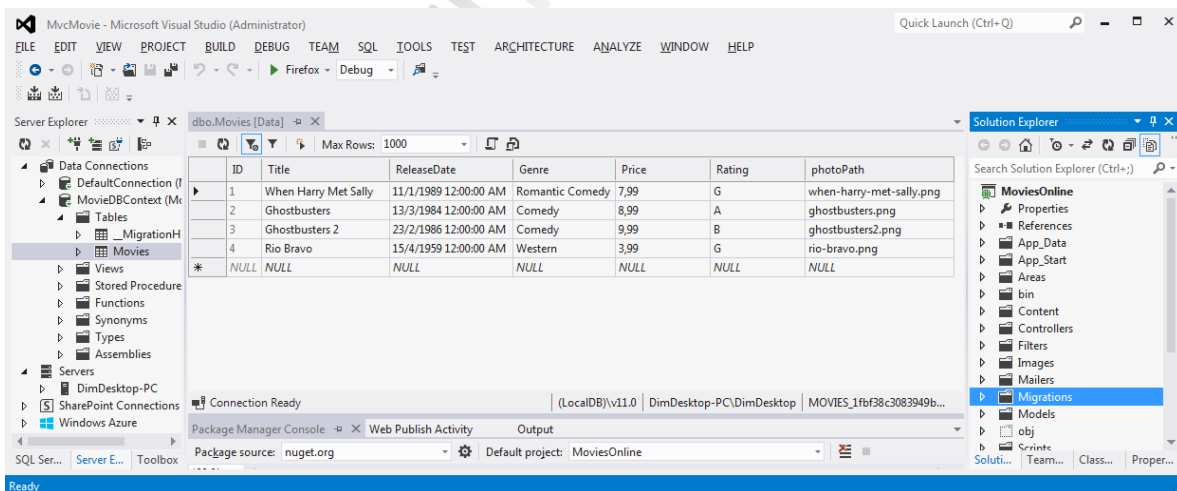 MvcMovie - Microsoft Visual Studio (Administrator)
Quick Launch (Ctrl+Q)
FILE EDIT VIEW PROJECT BUILD DEBUG TEAM SQL TOOLS TEST ARCHITECTURE ANALYZE WINDOW HELP
Firefox Debug
Server Explorer
Data Connections
DefaultConnection (
MovieDBContext (Mo
Tables
__MigrationH
Movies
Views
Stored Procedure
Functions
Synonyms
Types
Assemblies
Servers
DimDesktop-PC
SharePoint Connections
Windows Azure
SQL Ser... Server E... Toolbox
dbo.Movies [Data]
Max Rows: 1000
ID Title ReleaseDate Genre Price Rating photoPath
1 When Harry Met Sally 11/1/1989 12:00:00 AM Romantic Comedy 7,99 G when-harry-met-sally.png
2 Ghostbusters 13/3/1984 12:00:00 AM Comedy 8,99 A ghostbusters.png
3 Ghostbusters 2 23/2/1986 12:00:00 AM Comedy 9,99 B ghostbusters2.png
4 Rio Bravo 15/4/1959 12:00:00 AM Western 3,99 G rio-bravo.png
NULL NULL NULL NULL NULL NULL NULL
Connection Ready (LocalDB)\v11.0 DimDesktop-PC\DimDesktop MOVIES_1fbf38c3083949b...
Package Manager Console Web Publish Activity Output
Package source: nuget.org Default project: MoviesOnline
Solution Explorer
Search Solution Explorer (Ctrl+;)
MoviesOnline
Properties
References
App_Data
App_Start
Areas
bin
Content
Controllers
Filters
Images
Mailers
Migrations
Models
obj
Scripts
Soluti... Team... Class... Proper...
Ready